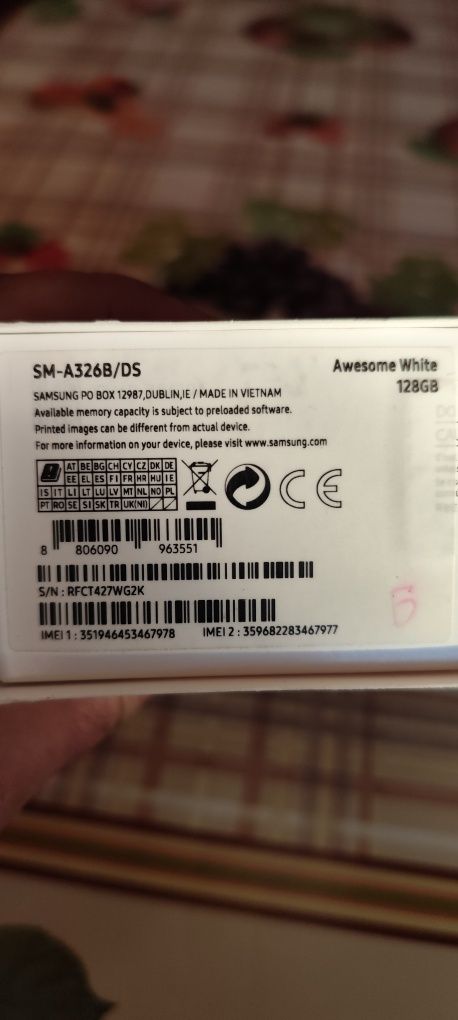 SM-A326B/DS
Awesome White
128GB
SAMSUNG PO BOX 12987,DUBLIN,IE / MADE IN VIETNAM
Available memory capacity is subject to preloaded software.
Printed images can be different from actual device.
For more information on your device, please visit www.samsung.com
AT BE BG CH CY CZ DK DE
EE EL ES FI FR HR HU IE
IS IT LI LT LU LV MT NL NO PL
PT RO SE SI SK TR UK(NI)
CE
8 806090 963551
S/N : RFCT427WG2K
IMEI 1 : 351946453467978 IMEI 2 : 359682283467977